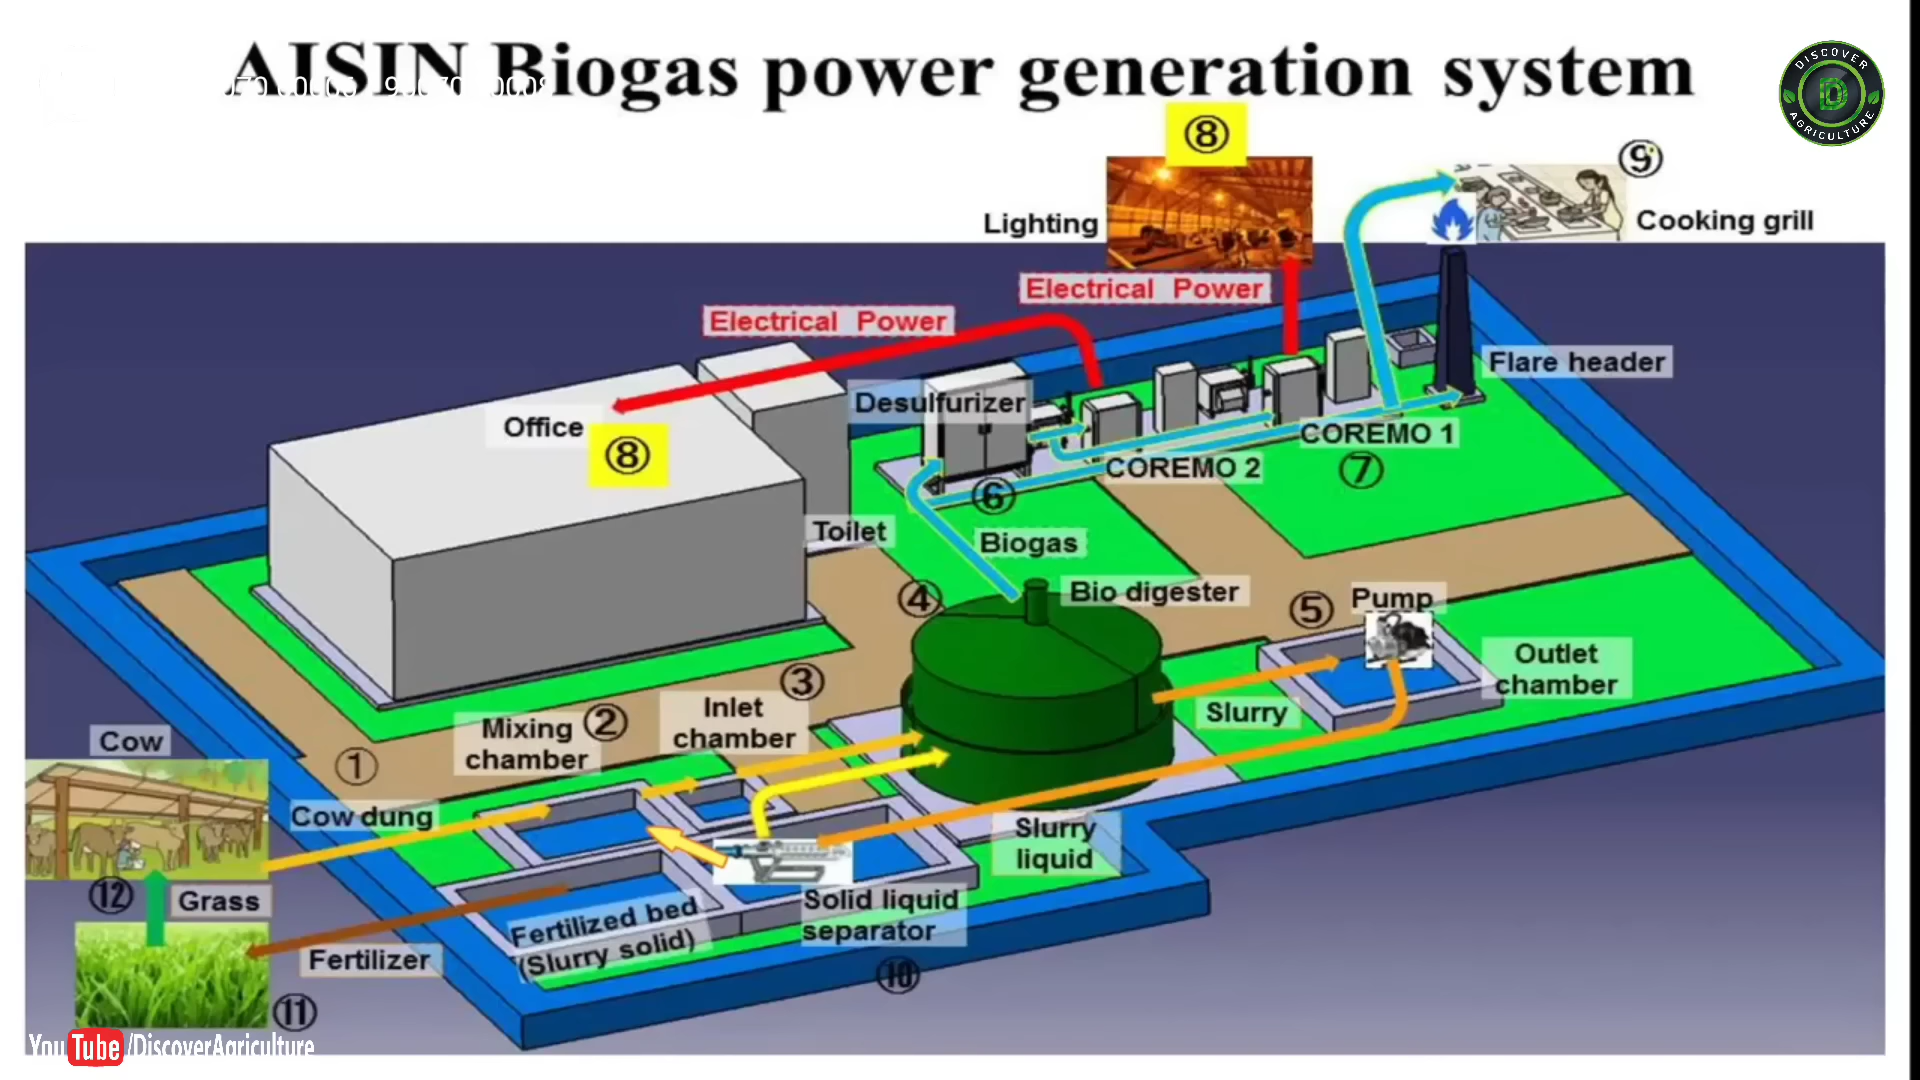 AISIN Biogas power generation system
DISCOVER
D
AGRICULTURE
⑧
⑨
Lighting
Cooking grill
Electrical Power
Electrical Power
Flare header
Desulfurizer
Office
⑧
COREMO 1
COREMO 2
⑦
⑥
Toilet
Biogas
④
Bio digester
⑤
Pump
Outlet
chamber
③
Slurry
Inlet
chamber
②
Mixing
chamber
Cow
①
Cow dung
Slurry
liquid
⑫
Grass
Solid liquid
separator
Fertilized bed
(Slurry solid)
Fertilizer
⑩
⑪
YouTube/DiscoverAgriculture